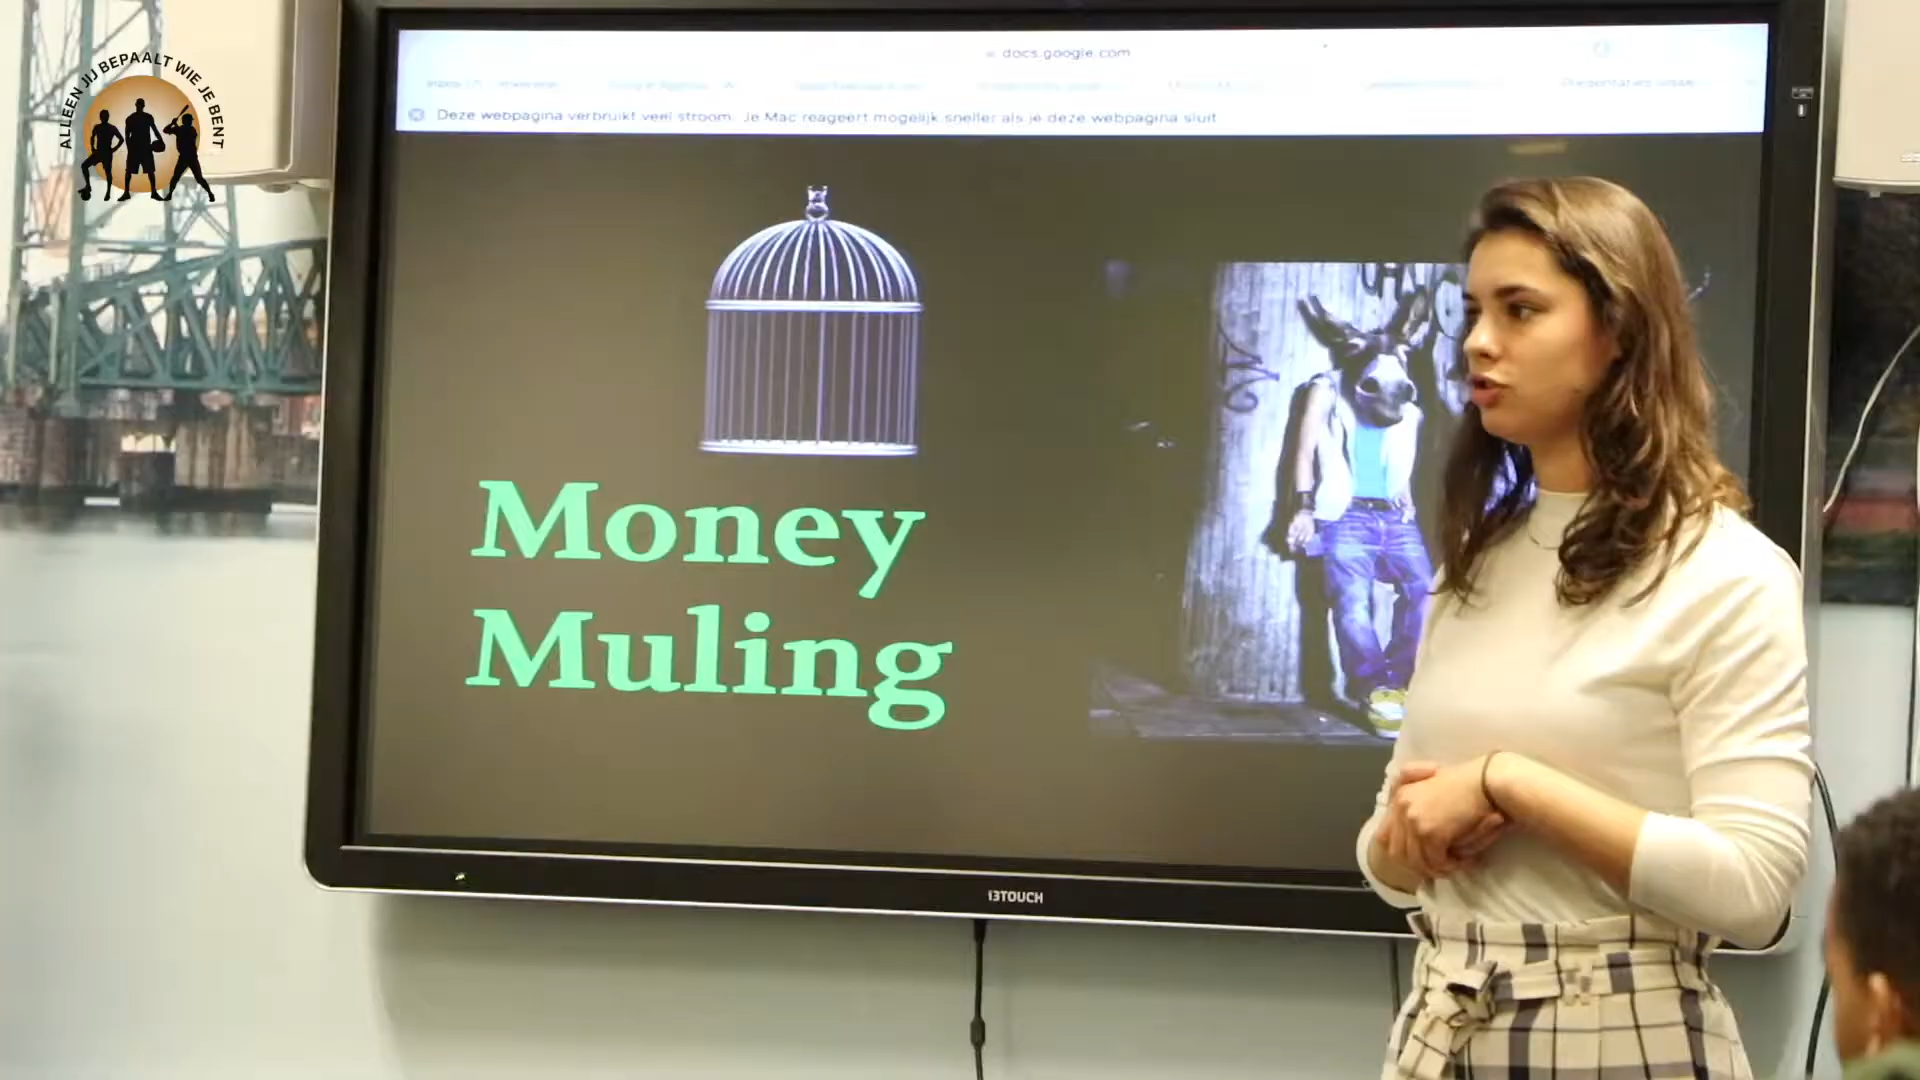 ALLEEN JIJ BEPAALT WIE JE BENT
docs.google.com
Deze webpagina verbruikt veel stroom. Je Mac reageert mogelijk sneller als je deze webpagina sluit
Money
Muling
i3TOUCH